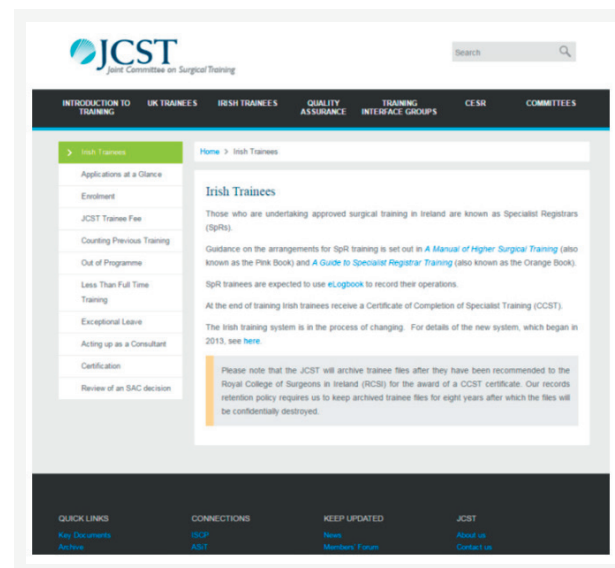 JCST
Joint Committee on Surgical Training
Search
INTRODUCTION TO TRAINING
UK TRAINEES
IRISH TRAINEES
QUALITY ASSURANCE
TRAINING INTERFACE GROUPS
CESR
COMMITTEES
Irish Trainees
Applications at a Glance
Enrolment
JCST Trainee Fee
Counting Previous Training
Out of Programme
Less Than Full Time
Training
Exceptional Leave
Acting up as a Consultant
Certification
Review of an SAC decision
Home > Irish Trainees
Irish Trainees
Those who are undertaking approved surgical training in Ireland are known as Specialist Registrars
(SpRs).
Guidance on the arrangements for SpR training is set out in A Manual of Higher Surgical Training (also
known as the Pink Book) and A Guide to Specialist Registrar Training (also known as the Orange Book).
SpR trainees are expected to use eLogbook to record their operations.
At the end of training Irish trainees receive a Certificate of Completion of Specialist Training (CCST).
The Irish training system is in the process of changing. For details of the new system, which began in
2013, see here.
Please note that the JCST will archive trainee files after they have been recommended to the
Royal College of Surgeons in Ireland (RCSI) for the award of a CCST certificate. Our records
retention policy requires us to keep archived trainee files for eight years after which the files will
be confidentially destroyed.
QUICK LINKS
Key Documents
Archive
CONNECTIONS
ISCP
ASiT
KEEP UPDATED
News
Members' Forum
JCST
About us
Contact us